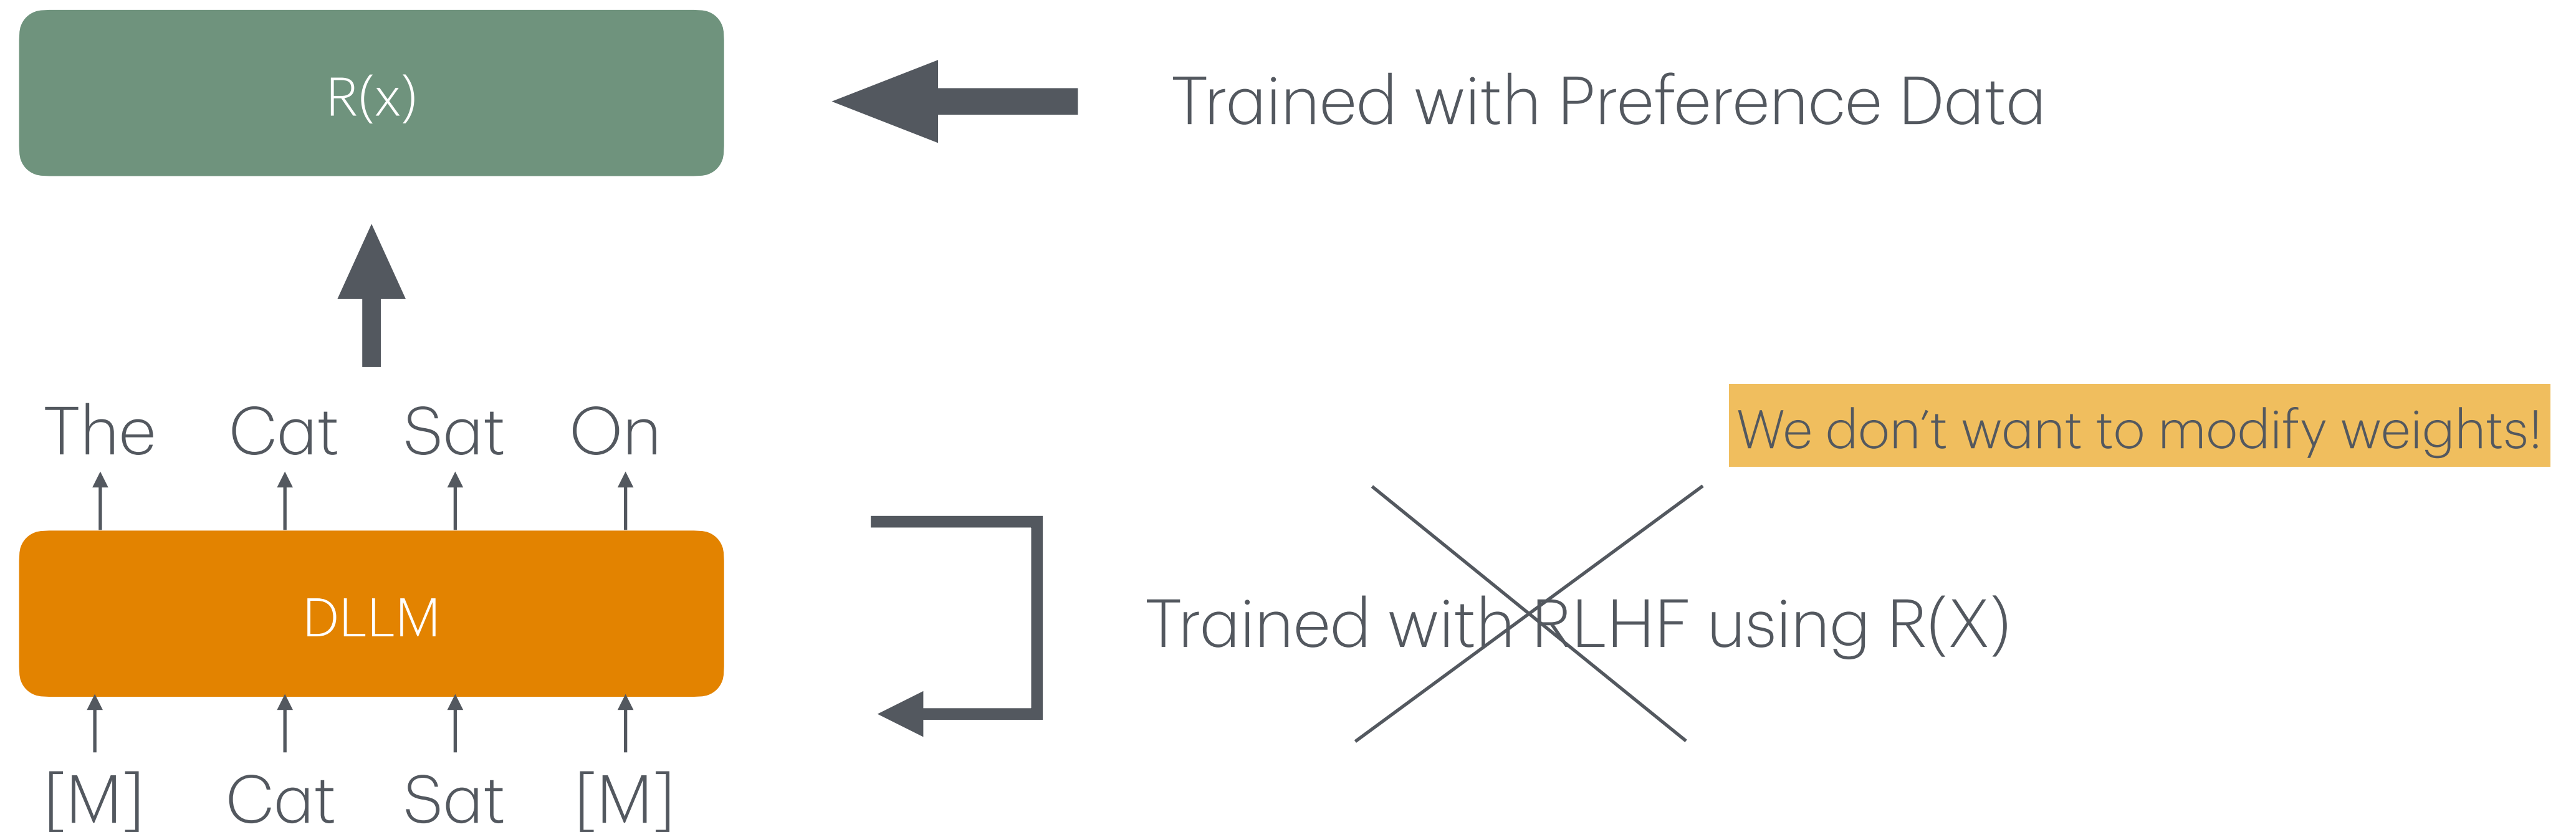 R(x)
Trained with Preference Data
The Cat Sat On
We don't want to modify weights!
DLLM
Trained with RLHF using R(X)
[M] Cat Sat [M]